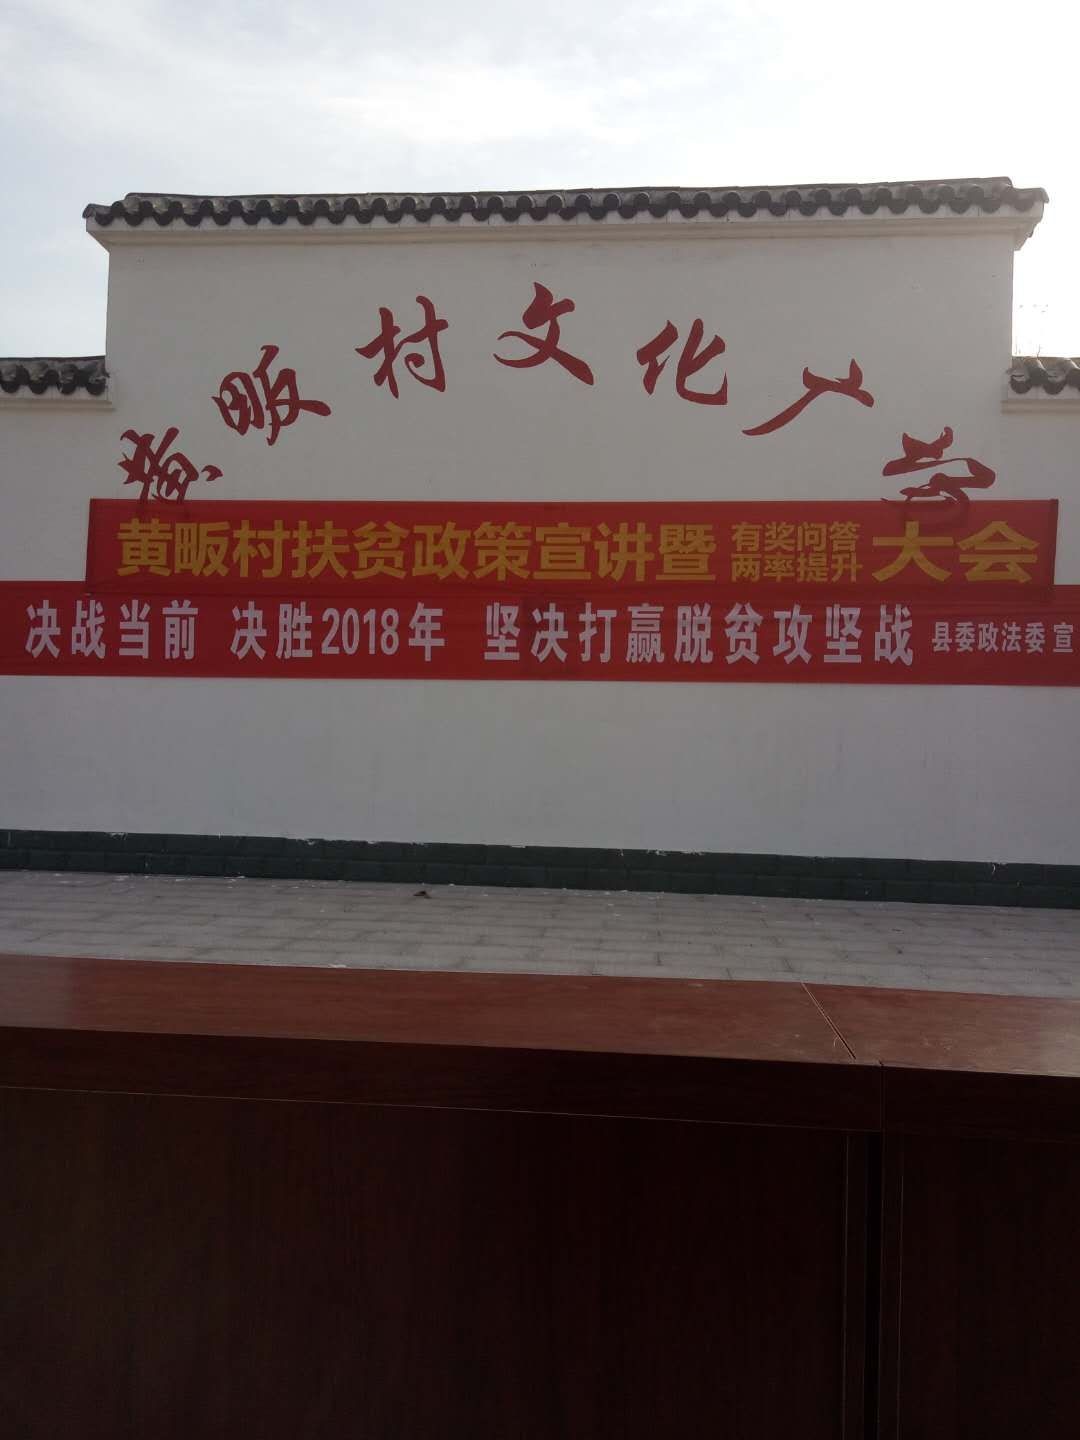 黄畈村文化广场
黄畈村扶贫政策宣讲暨 有奖问答 大会
两率提升
决战当前 决胜2018年 坚决打赢脱贫攻坚战 县委政法委 宣